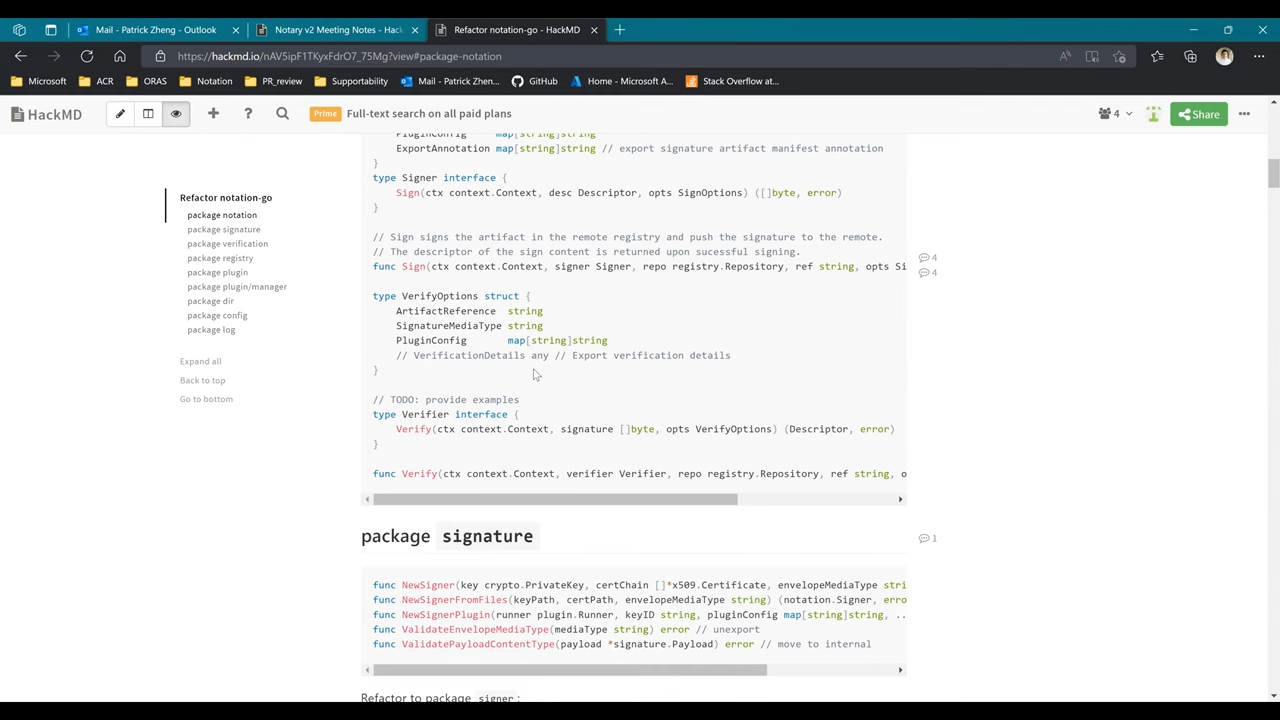 Mail - Patrick Zheng - Outlook
Notary v2 Meeting Notes - Hac
Refactor notation-go - HackMD
https://hackmd.io/nAV5ipF1TKyxFdrO7_75Mg?view#package-notation
Microsoft
ACR
ORAS
Notation
PR_review
Supportability
Mail - Patrick Zhen...
GitHub
Home - Microsoft A...
Stack Overflow at...
HackMD
Prime
Full-text search on all paid plans
4
Share
PluginConfig map[string]string
ExportAnnotation map[string]string // export signature artifact manifest annotation
}
type Signer interface {
Sign(ctx context.Context, desc Descriptor, opts SignOptions) ([]byte, error)
}
// Sign signs the artifact in the remote registry and push the signature to the remote.
// The descriptor of the sign content is returned upon sucessful signing.
func Sign(ctx context.Context, signer Signer, repo registry.Repository, ref string, opts Si
type VerifyOptions struct {
ArtifactReference string
SignatureMediaType string
PluginConfig map[string]string
// VerificationDetails any // Export verification details
}
// TODO: provide examples
type Verifier interface {
Verify(ctx context.Context, signature []byte, opts VerifyOptions) (Descriptor, error)
}
func Verify(ctx context.Context, verifier Verifier, repo registry.Repository, ref string, o
package signature
func NewSigner(key crypto.PrivateKey, certChain []*x509.Certificate, envelopeMediaType stri
func NewSignerFromFiles(keyPath, certPath, envelopeMediaType string) (notation.Signer, erro
func NewSignerPlugin(runner plugin.Runner, keyID string, pluginConfig map[string]string, ..
func ValidateEnvelopeMediaType(mediaType string) error // unexport
func ValidatePayloadContentType(payload *signature.Payload) error // move to internal
Refactor to package signer:
Refactor notation-go
package notation
package signature
package verification
package registry
package plugin
package plugin/manager
package dir
package config
package log
Expand all
Back to top
Go to bottom
4
4
1